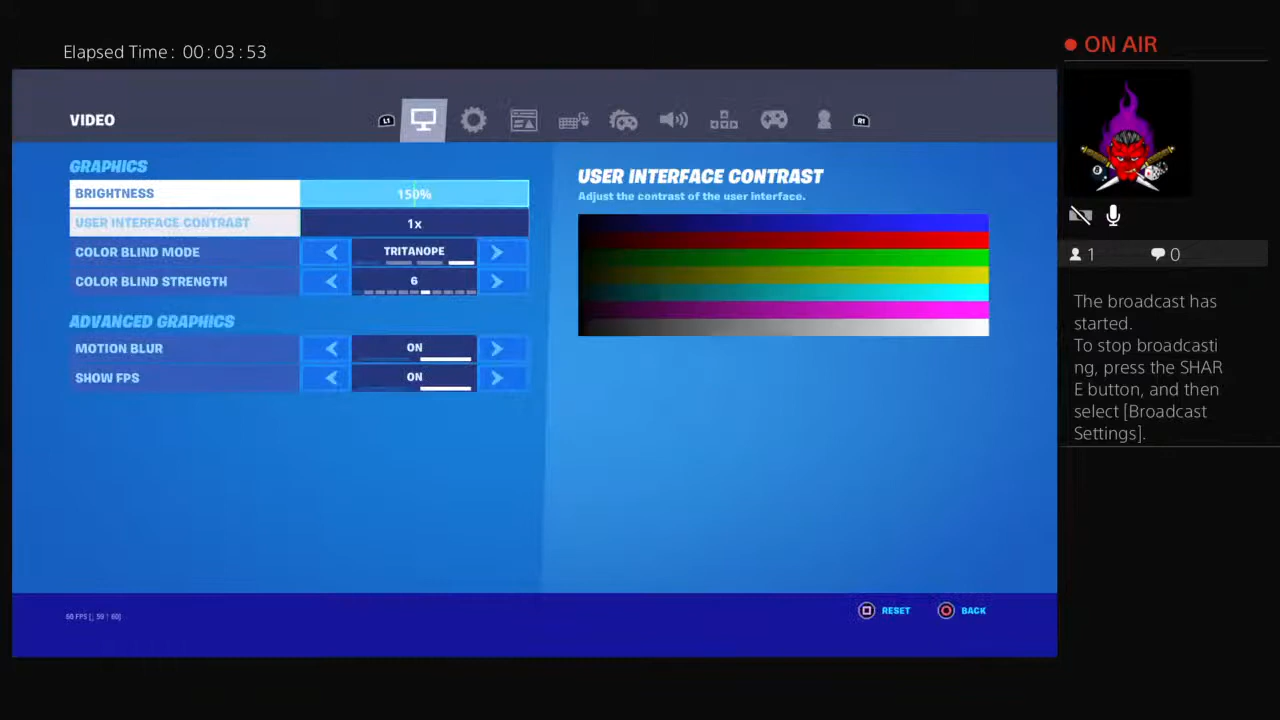 Elapsed Time: 00:03:53
ON AIR
VIDEO
L1
R1
GRAPHICS
BRIGHTNESS
150%
USER INTERFACE CONTRAST
1x
COLOR BLIND MODE
TRITANOPE
COLOR BLIND STRENGTH
6
ADVANCED GRAPHICS
MOTION BLUR
ON
SHOW FPS
ON
USER INTERFACE CONTRAST
Adjust the contrast of the user interface.
1
0
The broadcast has
started.
To stop broadcasti
ng, press the SHAR
E button, and then
select [Broadcast
Settings].
RESET
BACK